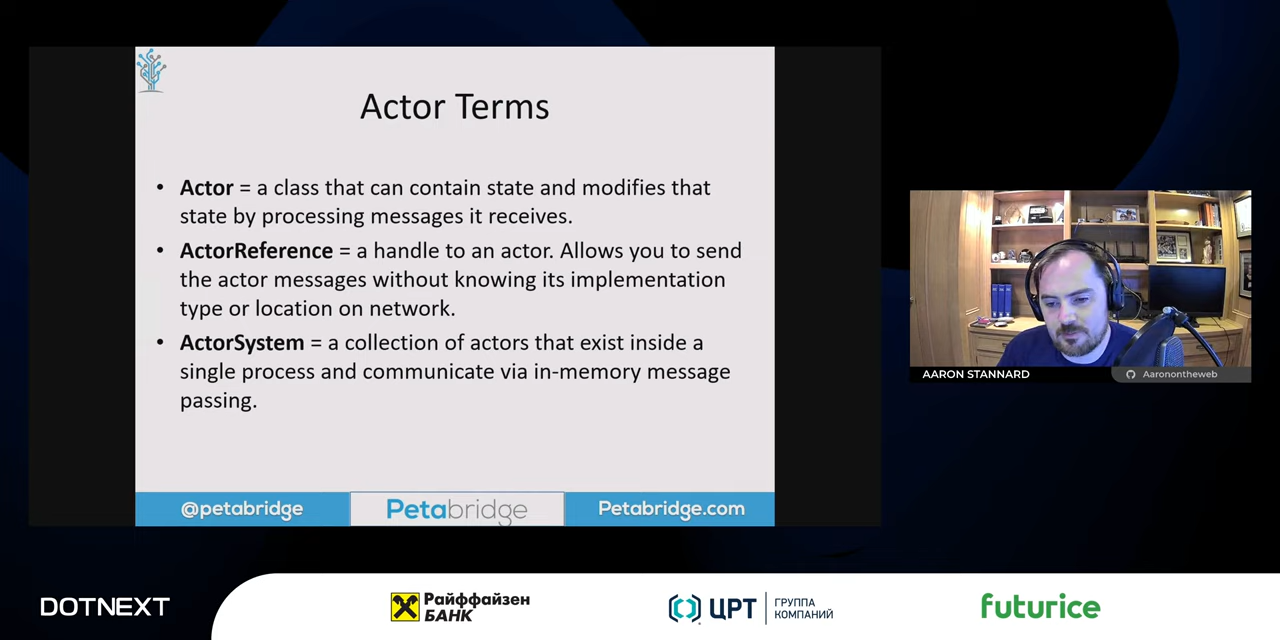 Actor Terms
• Actor = a class that can contain state and modifies that
state by processing messages it receives.
• ActorReference = a handle to an actor. Allows you to send
the actor messages without knowing its implementation
type or location on network.
• ActorSystem = a collection of actors that exist inside a
single process and communicate via in-memory message
passing.
@petabridge
Petabridge
Petabridge.com
AARON STANNARD
Aaronontheweb
DOTNEXT
Райффайзен
БАНК
ЦРТ
ГРУППА
КОМПАНИЙ
futurice